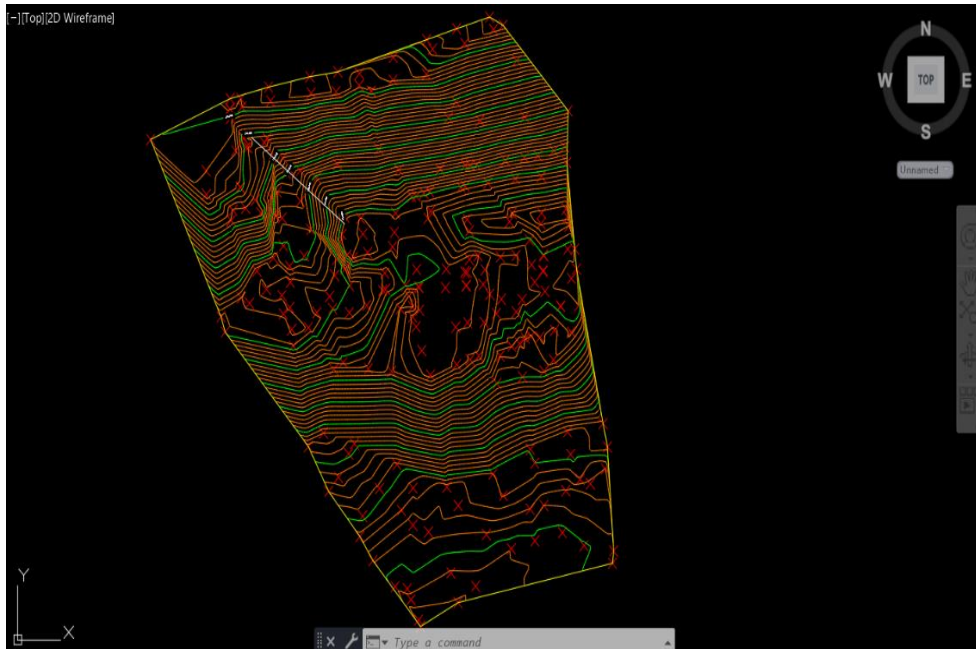 [−][Top][2D Wireframe]
N
W
TOP
E
S
Unnamed
Y
X
Type a command